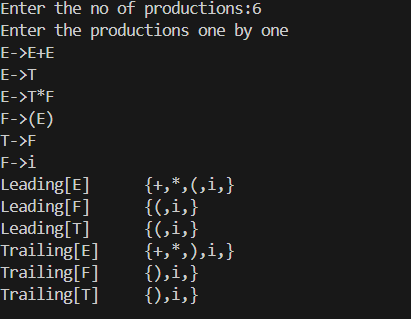 Enter the no of productions:6
Enter the productions one by one
E->E+E
E->T
E->T*F
F->(E)
T->F
F->i
Leading[E] {+,*,(,i,}
Leading[F] {(,i,}
Leading[T] {(,i,}
Trailing[E] {+,*,),i,}
Trailing[F] {),i,}
Trailing[T] {),i,}